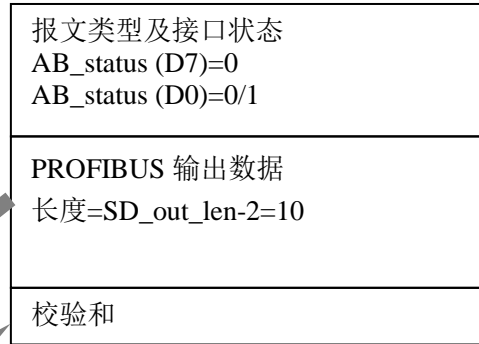 报文类型及接口状态
AB_status (D7)=0
AB_status (D0)=0/1
PROFIBUS 输出数据
长度=SD_out_len-2=10
校验和